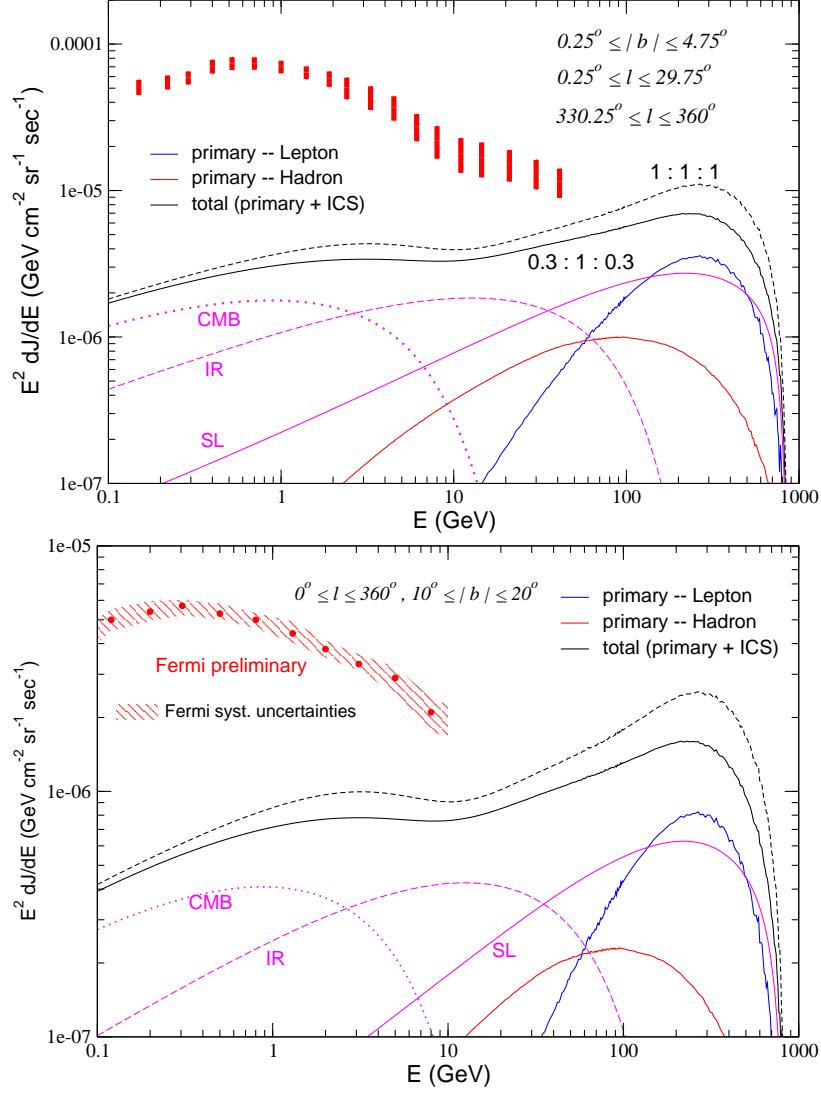 0.25° ≤ | b | ≤ 4.75°
0.25° ≤ l ≤ 29.75°
330.25° ≤ l ≤ 360°
primary -- Lepton
primary -- Hadron
total (primary + ICS)
1 : 1 : 1
0.3 : 1 : 0.3
CMB
IR
SL
0.0001
1e-05
1e-06
1e-07
E² dJ/dE (GeV cm⁻² sr⁻¹ sec⁻¹)
0.1 1 10 100 1000
E (GeV)
0° ≤ l ≤ 360° , 10° ≤ | b | ≤ 20°
primary -- Lepton
primary -- Hadron
total (primary + ICS)
Fermi preliminary
Fermi syst. uncertainties
CMB
IR
SL
1e-05
1e-06
1e-07
E² dJ/dE (GeV cm⁻² sr⁻¹ sec⁻¹)
0.1 1 10 100 1000
E (GeV)